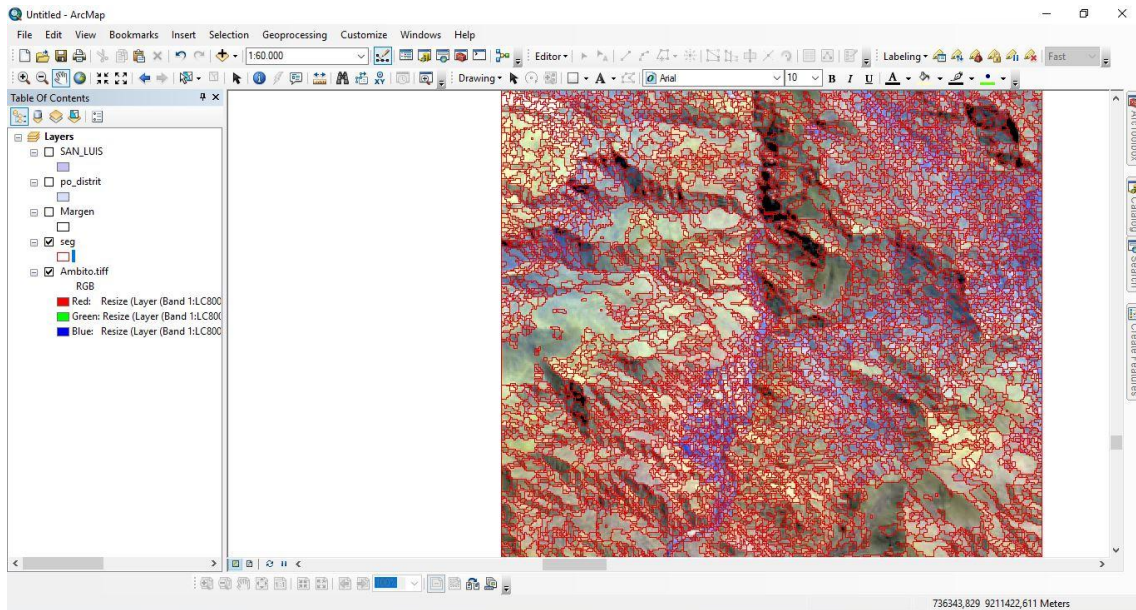 Untitled - ArcMap
File Edit View Bookmarks Insert Selection Geoprocessing Customize Windows Help
1:60.000 Editor Labeling Fast
Drawing Arial 10 B I U A
Table Of Contents
Layers
SAN_LUIS
po_distrit
Margen
seg
Ambito.tiff
RGB
Red: Resize (Layer (Band 1:LC800
Green: Resize (Layer (Band 1:LC800
Blue: Resize (Layer (Band 1:LC800
ArcToolbox
Catalog
Search
Create Features
736343,829 9211422,611 Meters